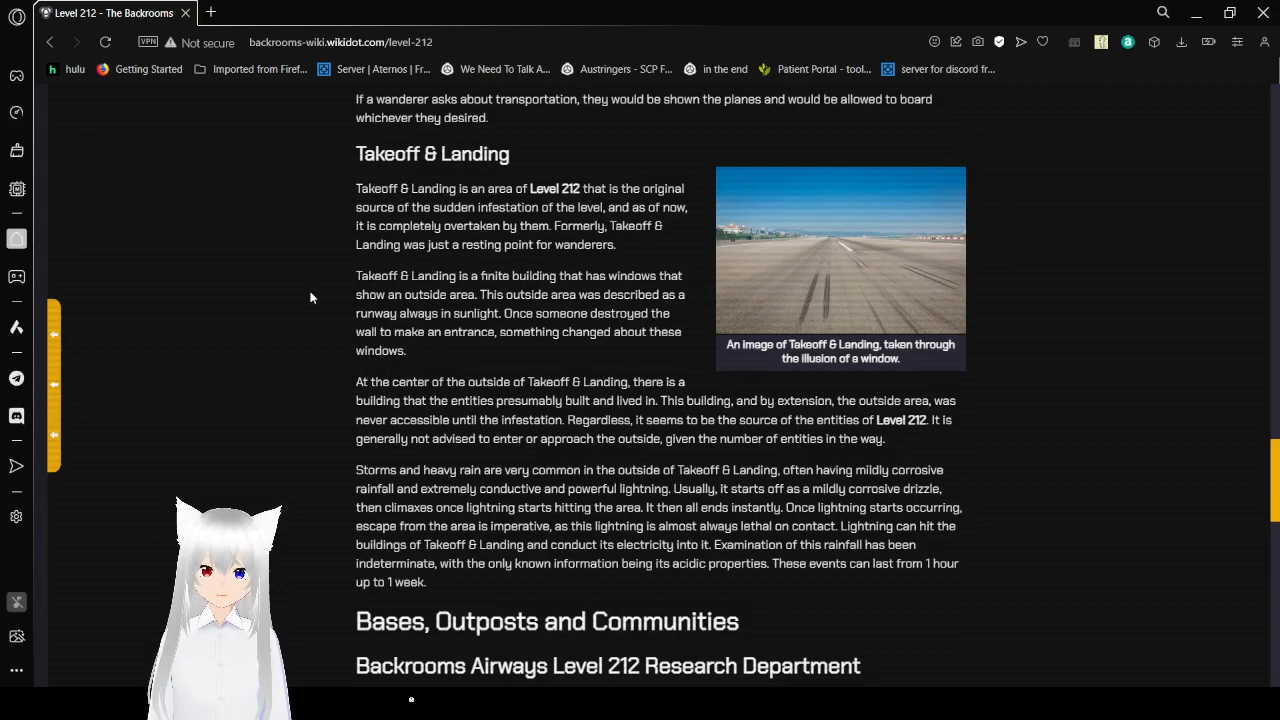 Level 212 - The Backrooms
VPN
Not secure
backrooms-wiki.wikidot.com/level-212
hulu
Getting Started
Imported from Firef...
Server | Aternos | Fr...
We Need To Talk A...
Austringers - SCP F...
in the end
Patient Portal - tool...
server for discord fr...
If a wanderer asks about transportation, they would be shown the planes and would be allowed to board
whichever they desired.
Takeoff & Landing
Takeoff & Landing is an area of Level 212 that is the original
source of the sudden infestation of the level, and as of now,
it is completely overtaken by them. Formerly, Takeoff &
Landing was just a resting point for wanderers.
Takeoff & Landing is a finite building that has windows that
show an outside area. This outside area was described as a
runway always in sunlight. Once someone destroyed the
wall to make an entrance, something changed about these
windows.
An image of Takeoff & Landing, taken through
the illusion of a window.
At the center of the outside of Takeoff & Landing, there is a
building that the entities presumably built and lived in. This building, and by extension, the outside area, was
never accessible until the infestation. Regardless, it seems to be the source of the entities of Level 212. It is
generally not advised to enter or approach the outside, given the number of entities in the way.
Storms and heavy rain are very common in the outside of Takeoff & Landing, often having mildly corrosive
rainfall and extremely conductive and powerful lightning. Usually, it starts off as a mildly corrosive drizzle,
then climaxes once lightning starts hitting the area. It then all ends instantly. Once lightning starts occurring,
escape from the area is imperative, as this lightning is almost always lethal on contact. Lightning can hit the
buildings of Takeoff & Landing and conduct its electricity into it. Examination of this rainfall has been
indeterminate, with the only known information being its acidic properties. These events can last from 1 hour
up to 1 week.
Bases, Outposts and Communities
Backrooms Airways Level 212 Research Department